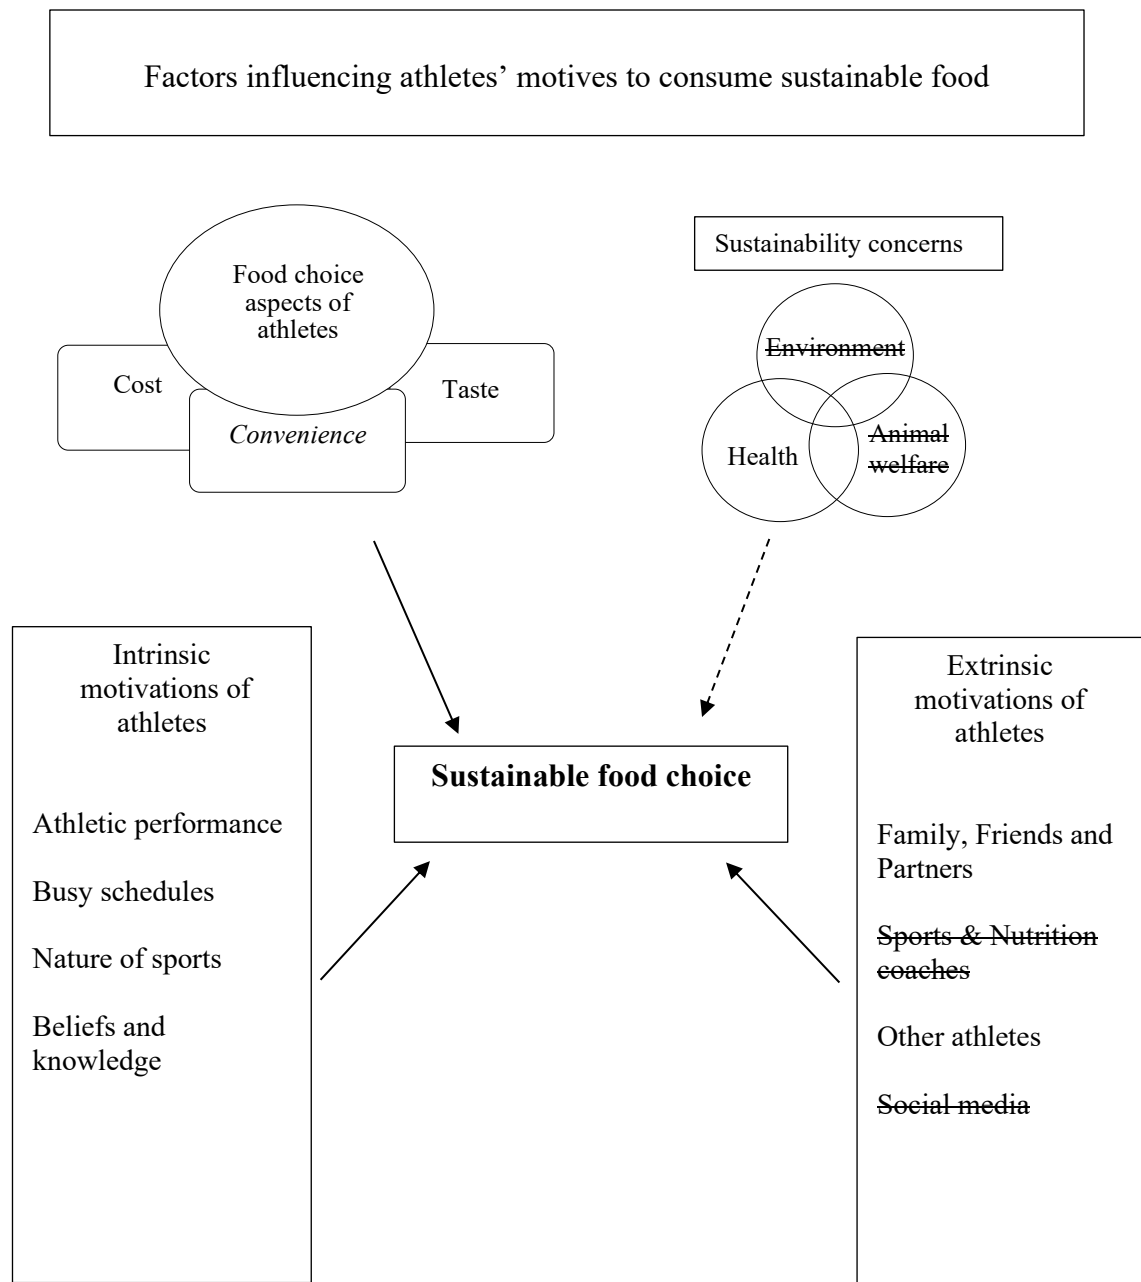 Factors influencing athletes’ motives to consume sustainable food
Food choice
aspects of
athletes
Cost
Convenience
Taste
Sustainability concerns
Environment
Health
Animal
welfare
Intrinsic
motivations of
athletes
Athletic performance
Busy schedules
Nature of sports
Beliefs and
knowledge
Sustainable food choice
Extrinsic
motivations of
athletes
Family, Friends and
Partners
Sports & Nutrition
coaches
Other athletes
Social media